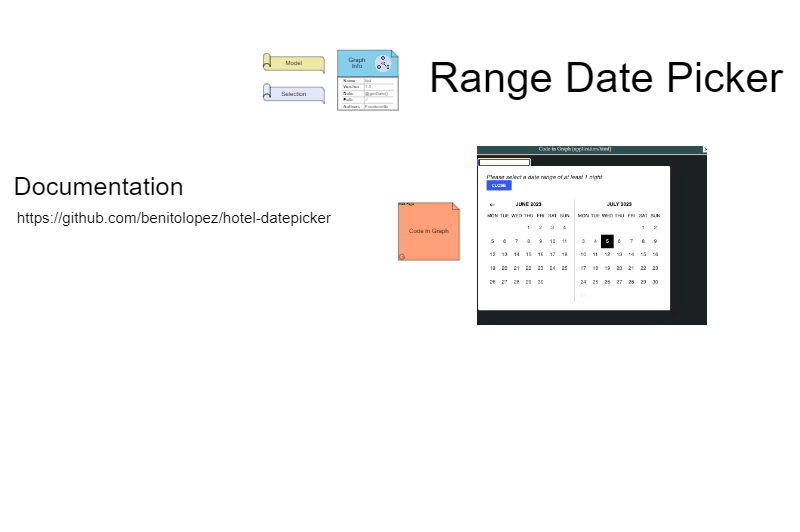 Model
Graph
Info
Range Date Picker
Name
Version 1.0
Date @getDate()
Path
Authors
Selection
Code in Graph (application/html)
Please select a date range of at least 1 night
CLOSE
Documentation
https://github.com/benitolopez/hotel-datepicker
Code in Graph
← JUNE 2023 JULY 2023
MON TUE WED THU FRI SAT SUN MON TUE WED THU FRI SAT SUN
1 2 3 4 1 2
5 6 7 8 9 10 11 3 4 5 6 7 8 9
12 13 14 15 16 17 18 10 11 12 13 14 15 16
19 20 21 22 23 24 25 17 18 19 20 21 22 23
26 27 28 29 30 24 25 26 27 28 29 30